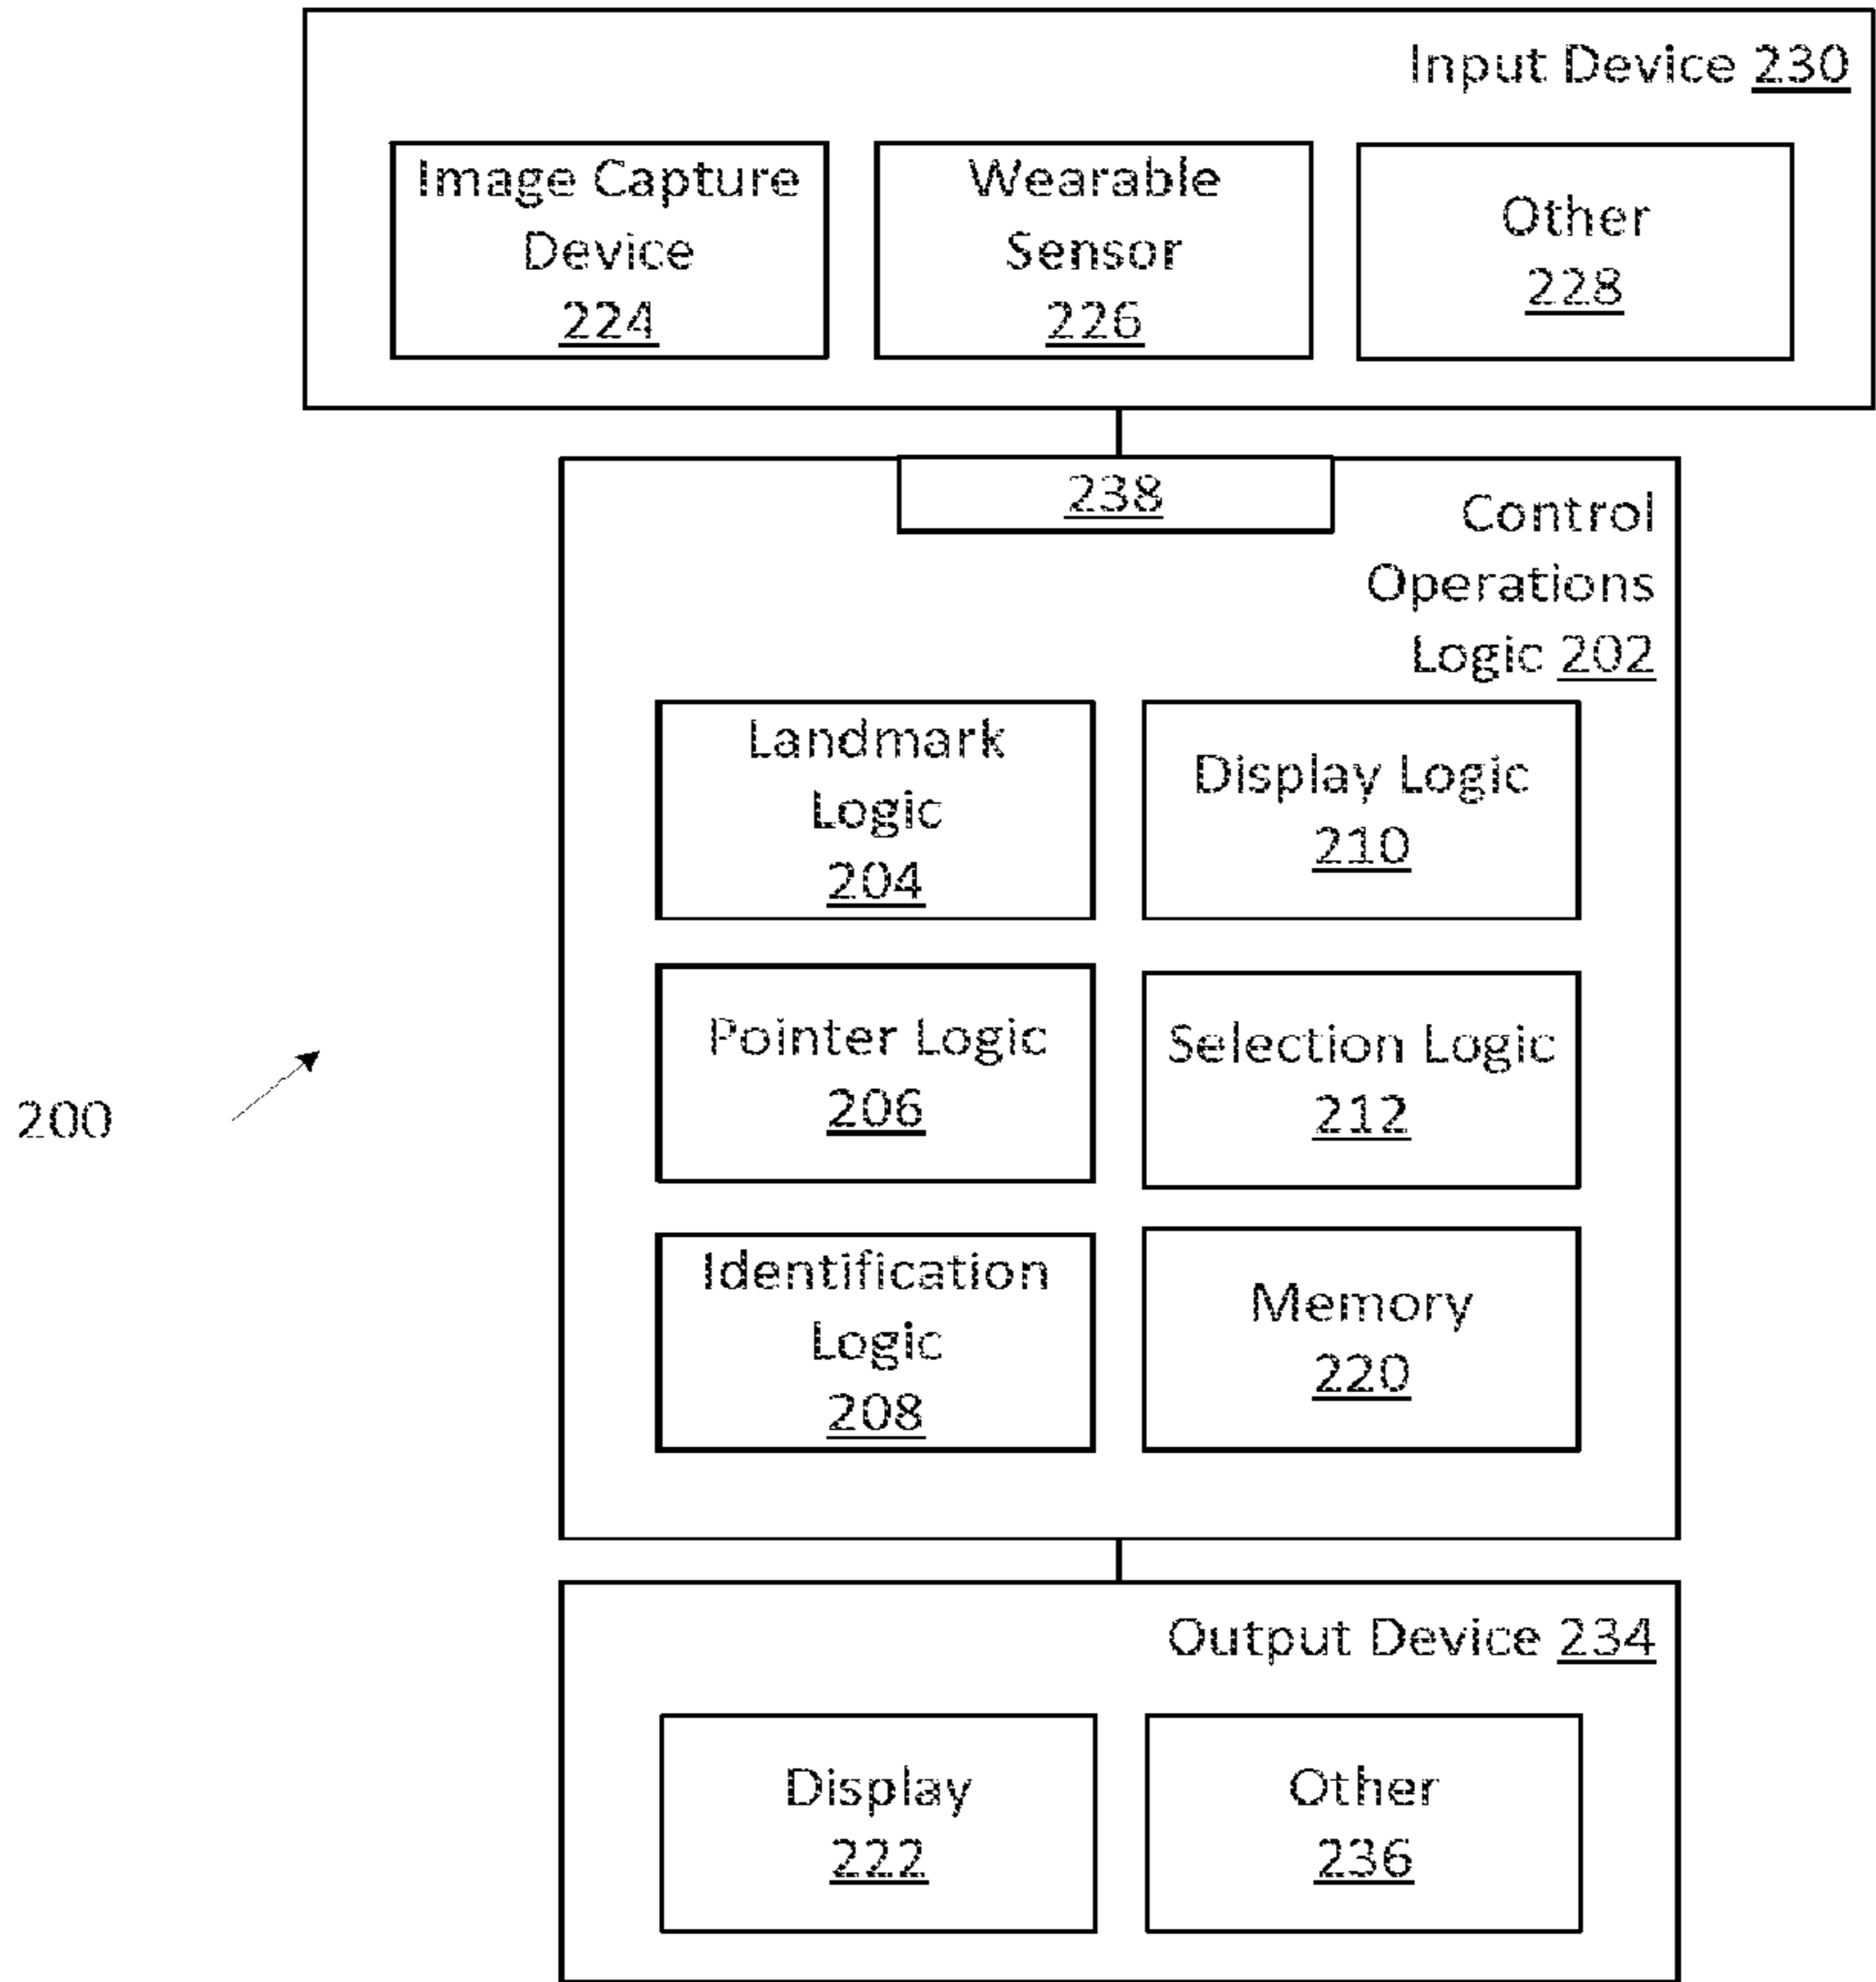 Input Device 230
Image Capture
Device
224
Wearable
Sensor
226
Other
228
238
Control
Operations
Logic 202
Landmark
Logic
204
Display Logic
210
Pointer Logic
206
Selection Logic
212
200
Identification
Logic
208
Memory
220
Output Device 234
Display
222
Other
236